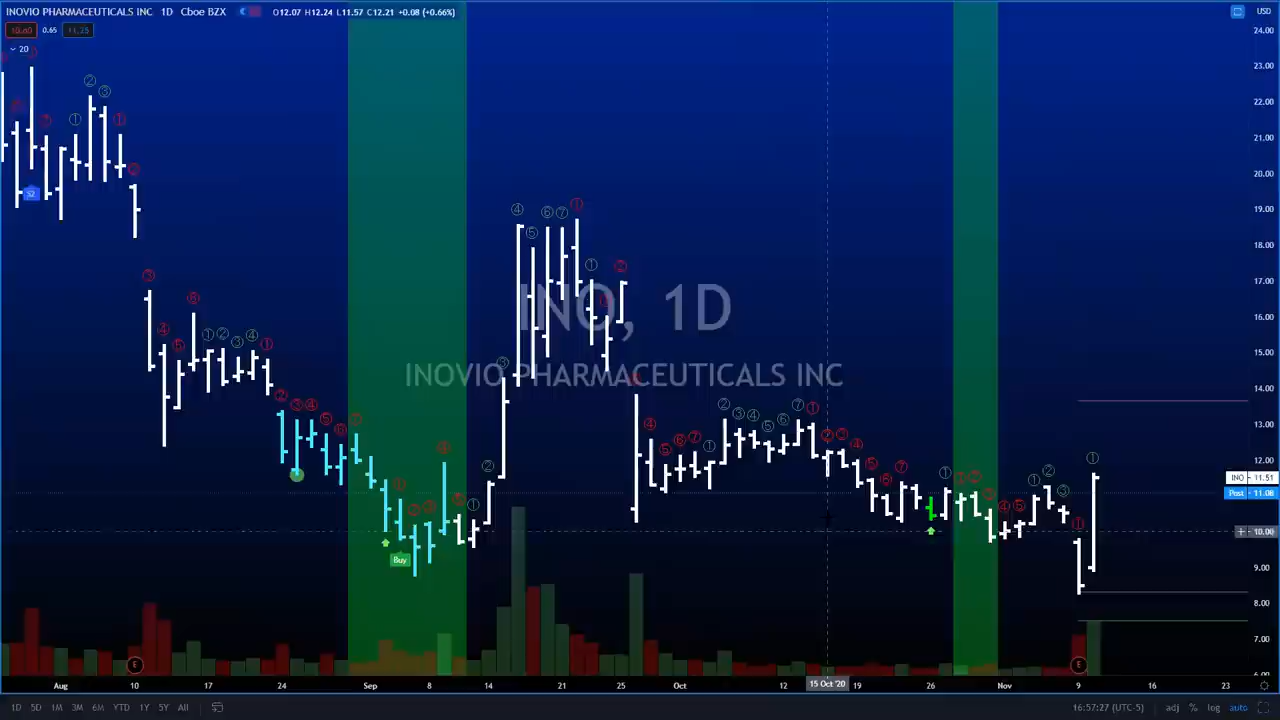 INOVIO PHARMACEUTICALS INC 1D Cboe BZX O12.07 H12.24 L11.57 C12.21 +0.08 (+0.66%) USD
0.65
20
24.00
23.00
22.00
21.00
20.00
19.00
18.00
17.00
16.00
15.00
14.00
13.00
12.00
INO 11.51
Post 11.08
10.00
9.00
8.00
7.00
6.00
INO, 1D
INOVIO PHARMACEUTICALS INC
Buy
E
E
Aug 10 17 24 Sep 8 14 21 25 Oct 12 15 Oct '20 19 26 Nov 9 16 23
1D 5D 1M 3M 6M YTD 1Y 5Y All 16:57:27 (UTC-5) adj % log auto